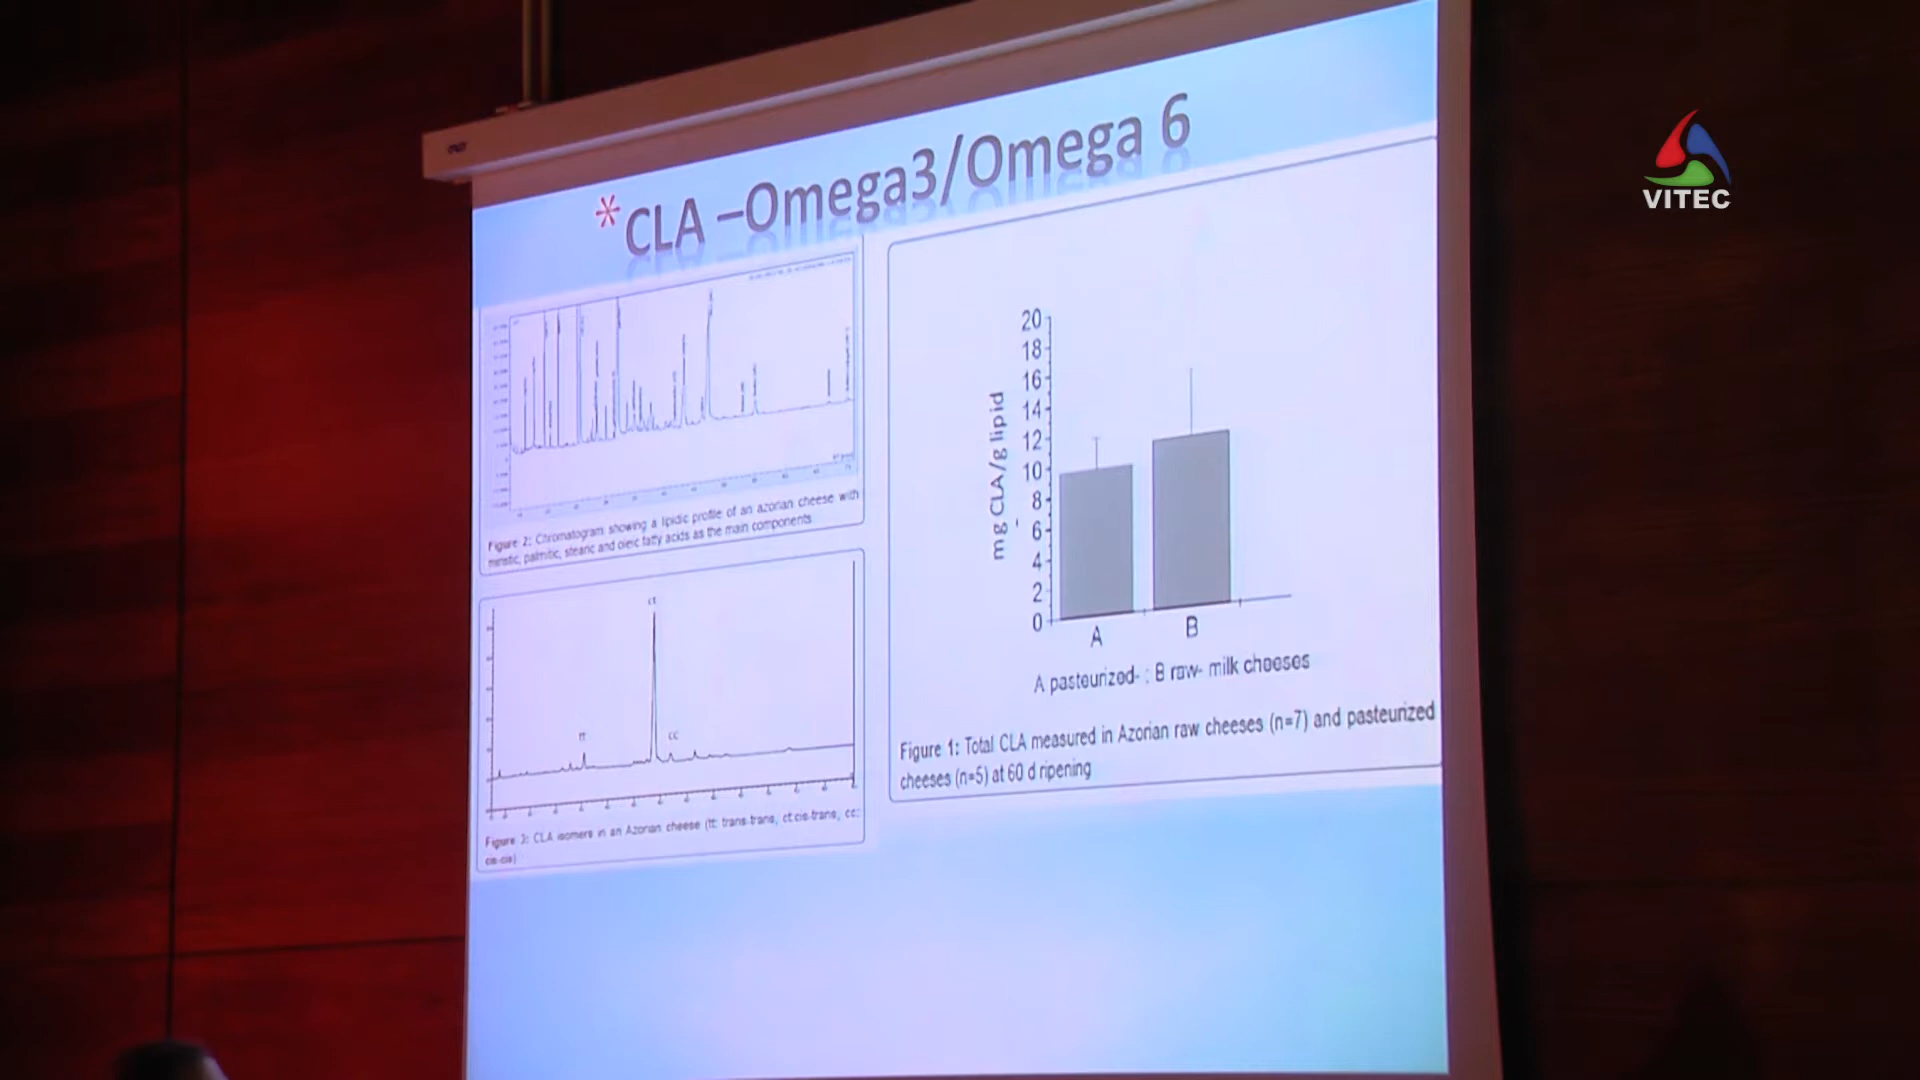 *CLA –Omega3/Omega 6
Figure 2: Chromatogram showing a lipidic profile of an azorian cheese with
miristic, palmitic, stearic and oleic fatty acids as the main components
ct
tt
cc
Figure 3: CLA isomers in an Azorian cheese (tt: trans-trans, ct:cis-trans, cc:
cis-cis)
20
18
16
14
12
10
8
6
4
2
0
mg CLA/g lipid
A
B
A pasteurized- : B raw- milk cheeses
Figure 1: Total CLA measured in Azorian raw cheeses (n=7) and pasteurized
cheeses (n=5) at 60 d ripening
VITEC